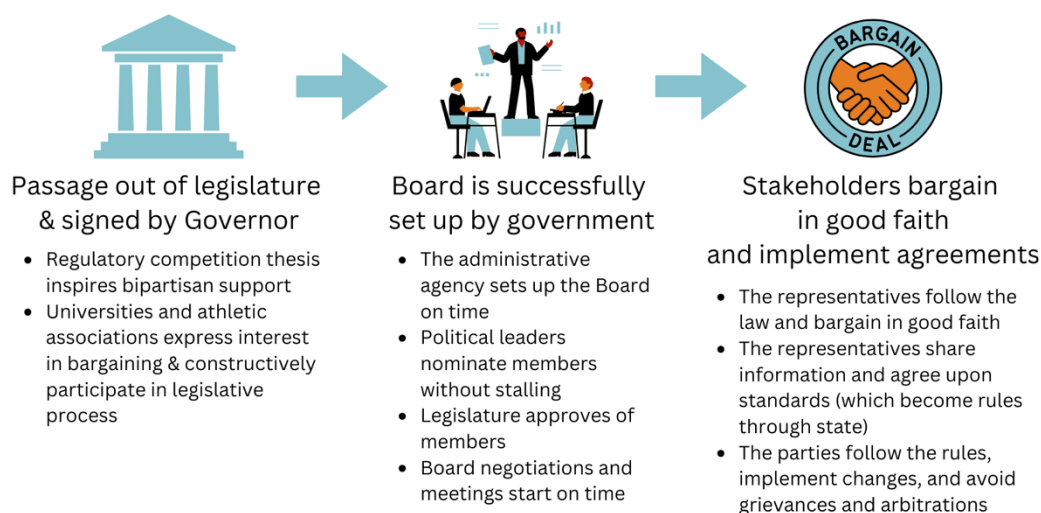 Passage out of legislature
& signed by Governor
• Regulatory competition thesis
inspires bipartisan support
• Universities and athletic
associations express interest
in bargaining & constructively
participate in legislative
process
Board is successfully
set up by government
• The administrative
agency sets up the Board
on time
• Political leaders
nominate members
without stalling
• Legislature approves of
members
• Board negotiations and
meetings start on time
BARGAIN
DEAL
Stakeholders bargain
in good faith
and implement agreements
• The representatives follow the
law and bargain in good faith
• The representatives share
information and agree upon
standards (which become rules
through state)
• The parties follow the rules,
implement changes, and avoid
grievances and arbitrations